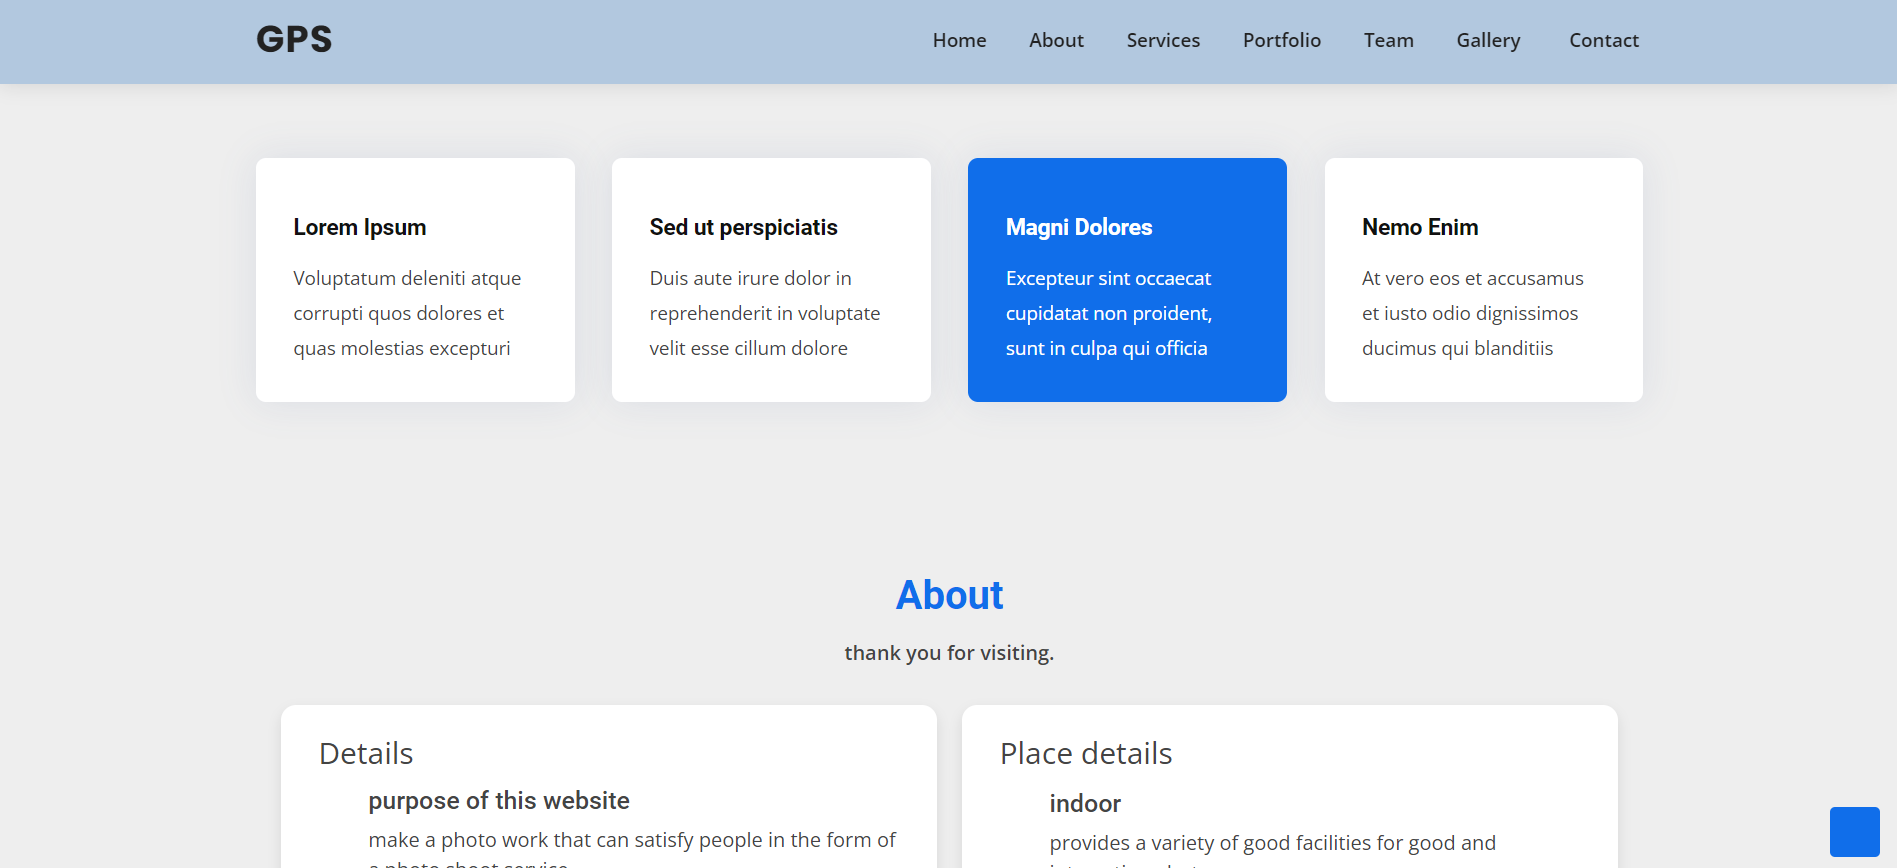 GPS
Home About Services Portfolio Team Gallery Contact
Lorem Ipsum
Voluptatum deleniti atque
corrupti quos dolores et
quas molestias excepturi
Sed ut perspiciatis
Duis aute irure dolor in
reprehenderit in voluptate
velit esse cillum dolore
Magni Dolores
Excepteur sint occaecat
cupidatat non proident,
sunt in culpa qui officia
Nemo Enim
At vero eos et accusamus
et iusto odio dignissimos
ducimus qui blanditiis
About
thank you for visiting.
Details
purpose of this website
make a photo work that can satisfy people in the form of
a photo shoot service
Place details
indoor
provides a variety of good facilities for good and